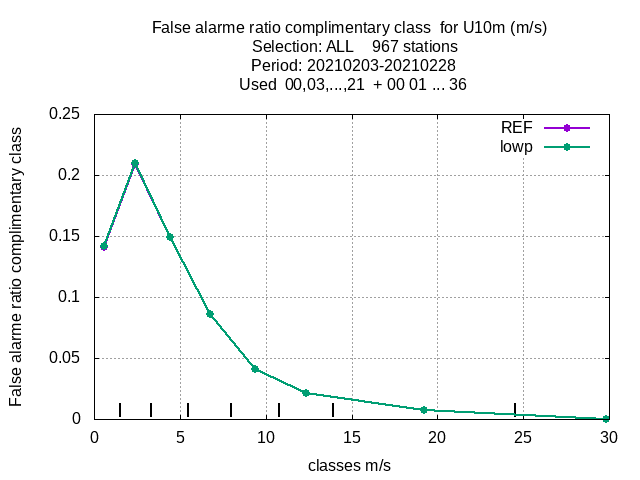 False alarme ratio complimentary class  for U10m (m/s)
Selection: ALL    967 stations
Period: 20210203-20210228
Used  00,03,...,21  + 00 01 ... 36
False alarme ratio complimentary class
0.25
0.2
0.15
0.1
0.05
0
REF
lowp
0 5 10 15 20 25 30
classes m/s